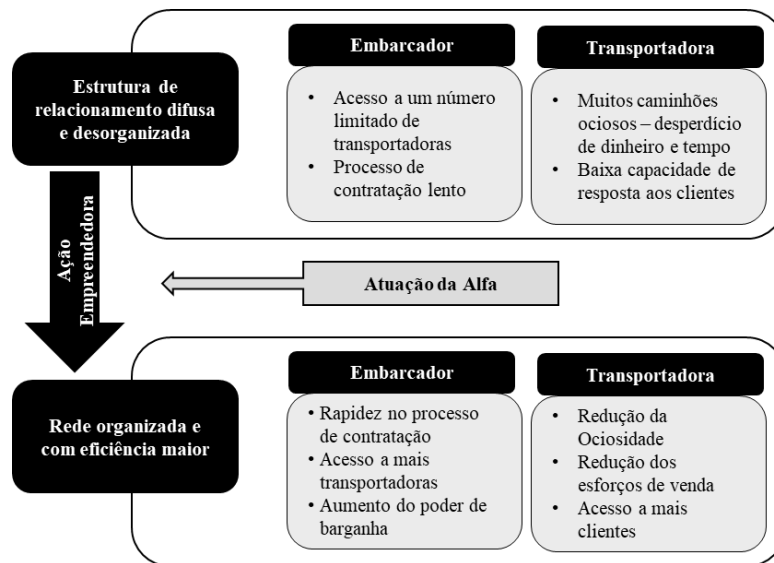 Estrutura de
relacionamento difusa
e desorganizada
Embarcador
• Acesso a um número
limitado de
transportadoras
• Processo de
contratação lento
Transportadora
• Muitos caminhões
ociosos – desperdício
de dinheiro e tempo
• Baixa capacidade de
resposta aos clientes
Ação
Empreendedora
Atuação da Alfa
Rede organizada e
com eficiência maior
Embarcador
• Rapidez no processo
de contratação
• Acesso a mais
transportadoras
• Aumento do poder de
barganha
Transportadora
• Redução da
Ociosidade
• Redução dos
esforços de venda
• Acesso a mais
clientes